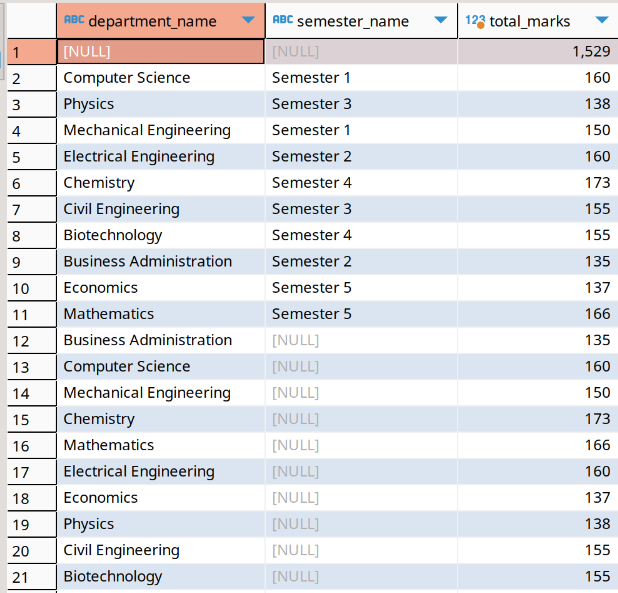 ABC department_name ABC semester_name 123 total_marks
1 [NULL] [NULL] 1,529
2 Computer Science Semester 1 160
3 Physics Semester 3 138
4 Mechanical Engineering Semester 1 150
5 Electrical Engineering Semester 2 160
6 Chemistry Semester 4 173
7 Civil Engineering Semester 3 155
8 Biotechnology Semester 4 155
9 Business Administration Semester 2 135
10 Economics Semester 5 137
11 Mathematics Semester 5 166
12 Business Administration [NULL] 135
13 Computer Science [NULL] 160
14 Mechanical Engineering [NULL] 150
15 Chemistry [NULL] 173
16 Mathematics [NULL] 166
17 Electrical Engineering [NULL] 160
18 Economics [NULL] 137
19 Physics [NULL] 138
20 Civil Engineering [NULL] 155
21 Biotechnology [NULL] 155